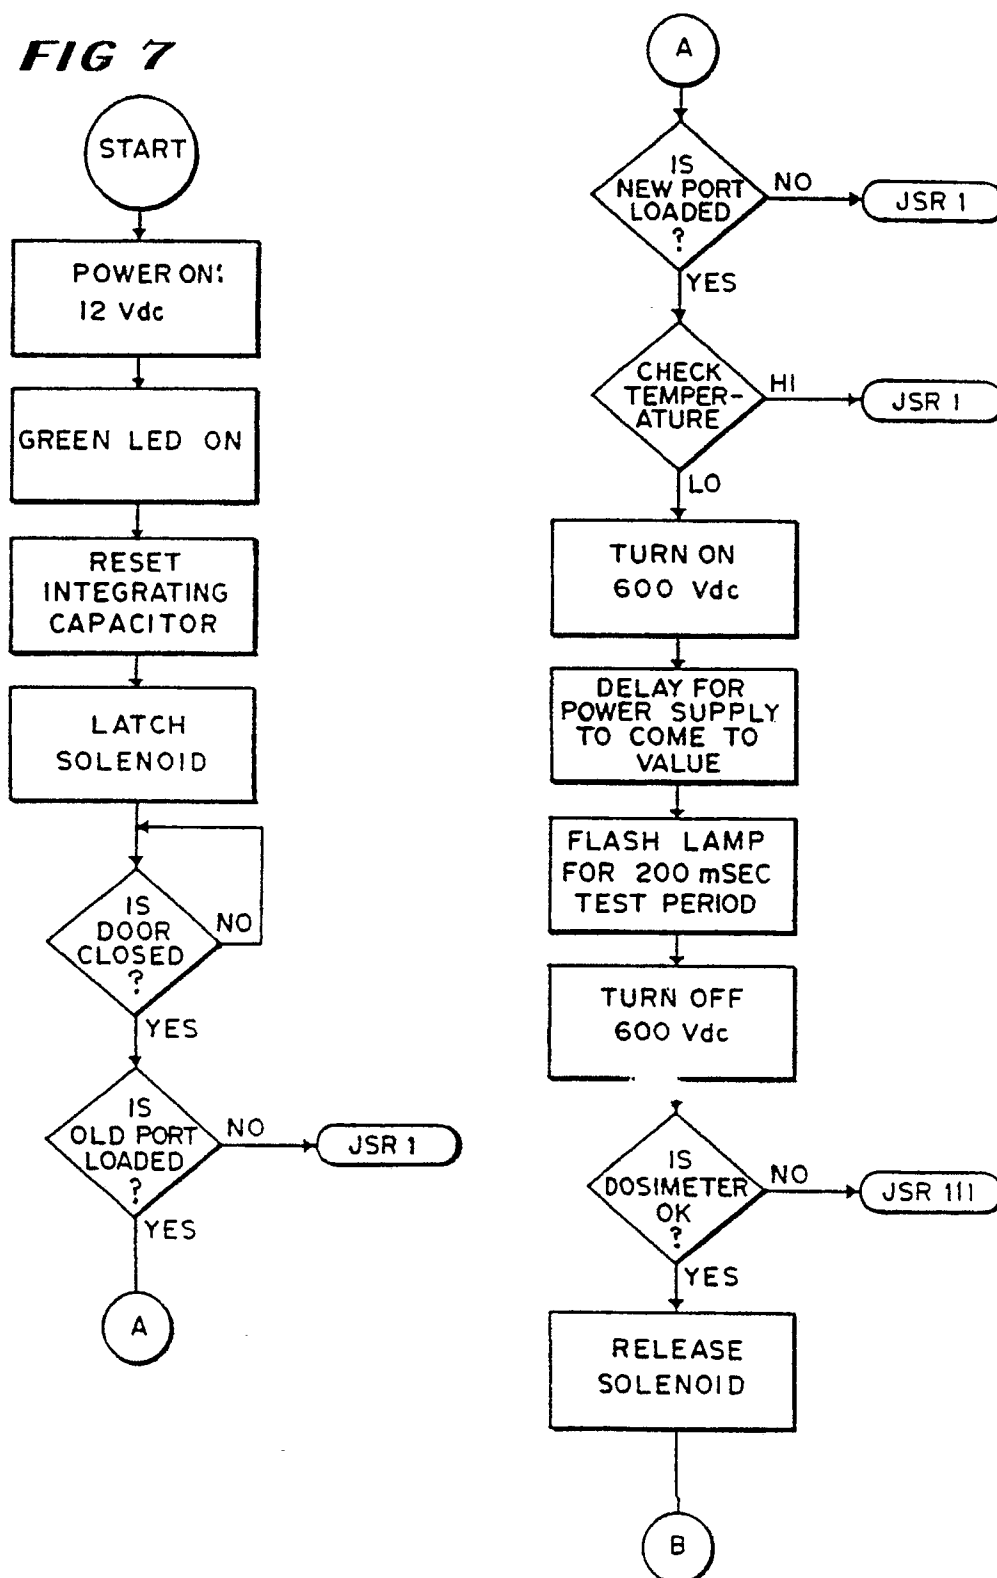 FIG 7
START
POWER ON:
12 Vdc
GREEN LED ON
RESET
INTEGRATING
CAPACITOR
LATCH
SOLENOID
IS
DOOR
CLOSED
?
NO
YES
IS
OLD PORT
LOADED
?
NO
JSR 1
YES
A
A
IS
NEW PORT
LOADED
?
NO
JSR 1
YES
CHECK
TEMPER-
ATURE
HI
JSR 1
LO
TURN ON
600 Vdc
DELAY FOR
POWER SUPPLY
TO COME TO
VALUE
FLASH LAMP
FOR 200 mSEC
TEST PERIOD
TURN OFF
600 Vdc
IS
DOSIMETER
OK
?
NO
JSR 111
YES
RELEASE
SOLENOID
B